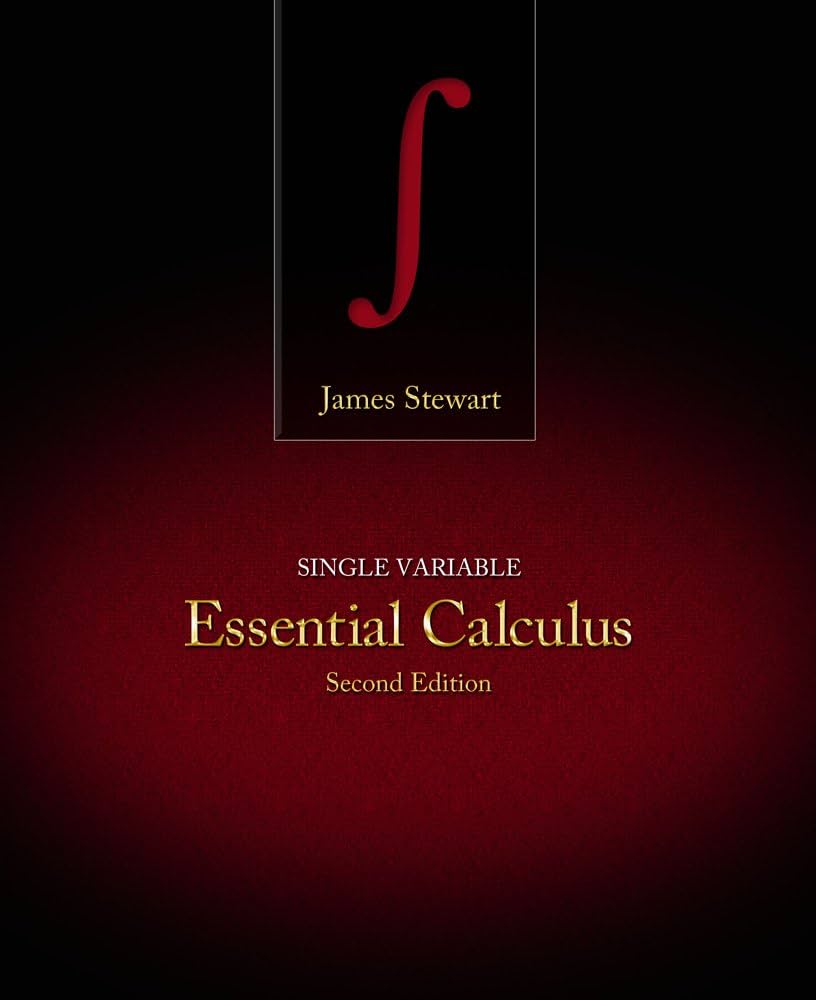 ∫
James Stewart
SINGLE VARIABLE
Essential Calculus
Second Edition